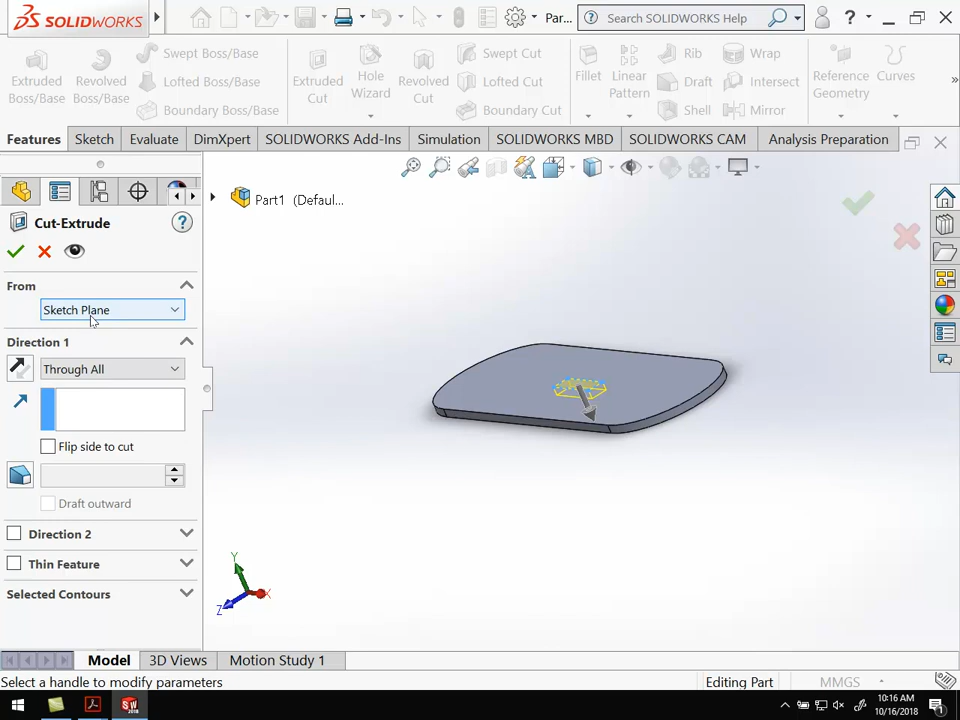 SOLIDWORKS
Par...
Search SOLIDWORKS Help
Extruded Boss/Base
Revolved Boss/Base
Swept Boss/Base
Lofted Boss/Base
Boundary Boss/Base
Extruded Cut
Hole Wizard
Revolved Cut
Swept Cut
Lofted Cut
Boundary Cut
Fillet
Linear Pattern
Rib
Draft
Shell
Wrap
Intersect
Mirror
Reference Geometry
Curves
Features
Sketch
Evaluate
DimXpert
SOLIDWORKS Add-Ins
Simulation
SOLIDWORKS MBD
SOLIDWORKS CAM
Analysis Preparation
Part1 (Defaul...
Cut-Extrude
From
Sketch Plane
Direction 1
Through All
Flip side to cut
Draft outward
Direction 2
Thin Feature
Selected Contours
Y
X
Z
Model
3D Views
Motion Study 1
Select a handle to modify parameters
Editing Part
MMGS
SW
2018
10:16 AM
10/16/2018
1